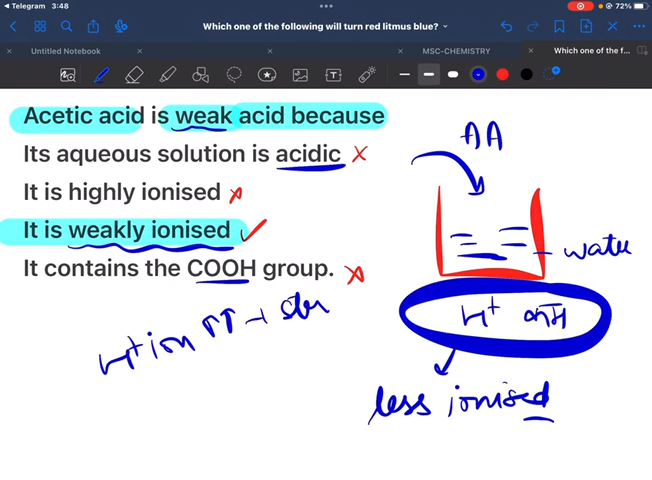 Telegram 3:48
72%
Which one of the following will turn red litmus blue?
Untitled Notebook
MSC-CHEMISTRY
Which one of the f...
Acetic acid is weak acid because
Its aqueous solution is acidic
It is highly ionised
It is weakly ionised
It contains the COOH group.
AA
water
H+
less ionised
H+ ion